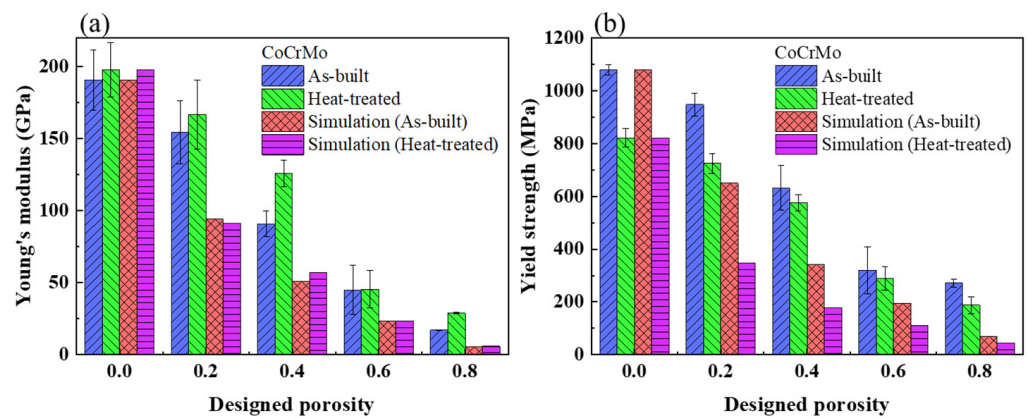 (a)
CoCrMo
As-built
Heat-treated
Simulation (As-built)
Simulation (Heat-treated)
Young's modulus (GPa)
200
150
100
50
0
0.0 0.2 0.4 0.6 0.8
Designed porosity
(b)
CoCrMo
As-built
Heat-treated
Simulation (As-built)
Simulation (Heat-treated)
Yield strength (MPa)
1200
1000
800
600
400
200
0
0.0 0.2 0.4 0.6 0.8
Designed porosity